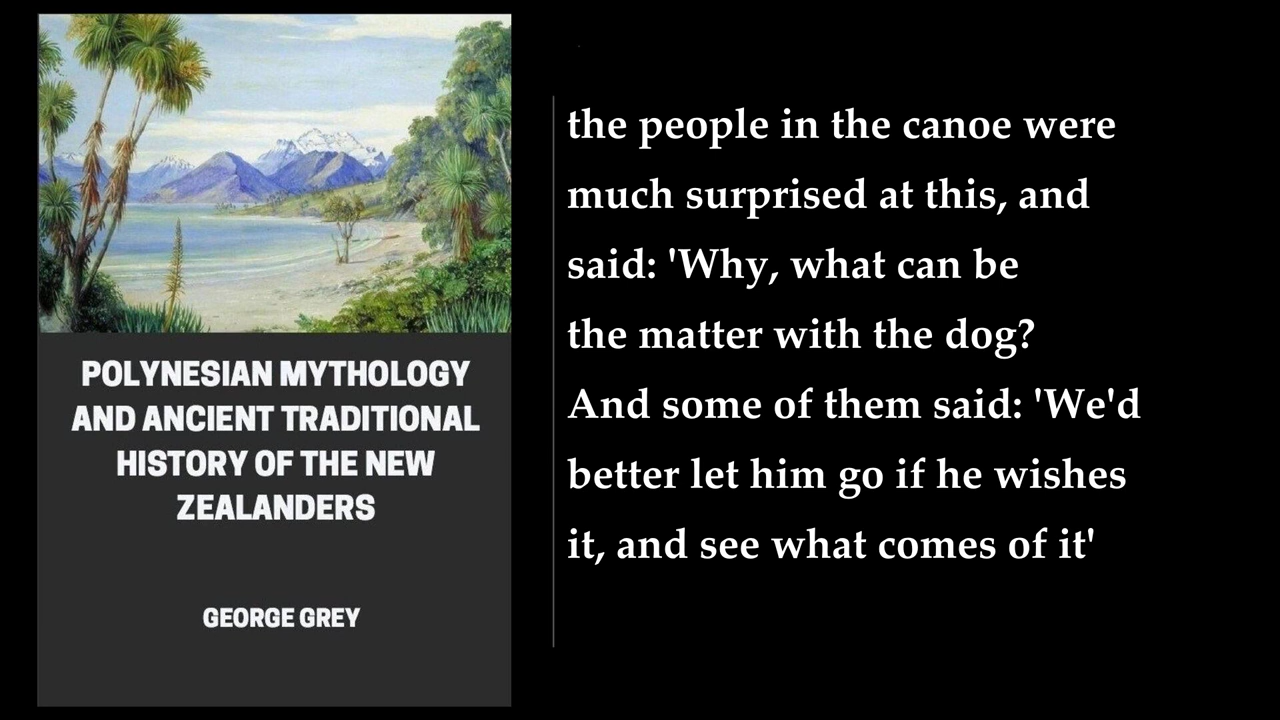 POLYNESIAN MYTHOLOGY
AND ANCIENT TRADITIONAL
HISTORY OF THE NEW
ZEALANDERS
GEORGE GREY
the people in the canoe were
much surprised at this, and
said: 'Why, what can be
the matter with the dog?
And some of them said: 'We'd
better let him go if he wishes
it, and see what comes of it'